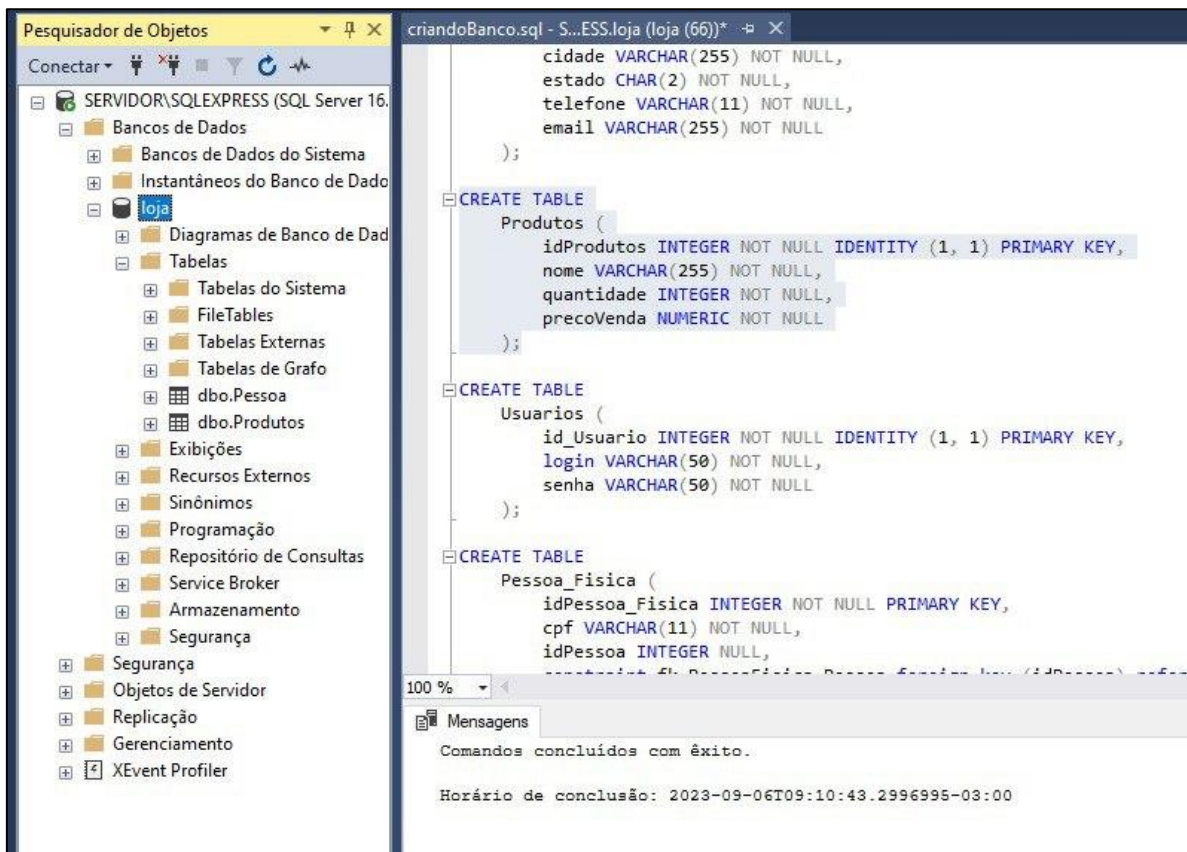 Pesquisador de Objetos
Conectar
SERVIDOR\SQLEXPRESS (SQL Server 16.
Bancos de Dados
Bancos de Dados do Sistema
Instantâneos do Banco de Dado
loja
Diagramas de Banco de Dad
Tabelas
Tabelas do Sistema
FileTables
Tabelas Externas
Tabelas de Grafo
dbo.Pessoa
dbo.Produtos
Exibições
Recursos Externos
Sinônimos
Programação
Repositório de Consultas
Service Broker
Armazenamento
Segurança
Segurança
Objetos de Servidor
Replicação
Gerenciamento
XEvent Profiler
criandoBanco.sql - S...ESS.loja (loja (66))*
cidade VARCHAR(255) NOT NULL,
estado CHAR(2) NOT NULL,
telefone VARCHAR(11) NOT NULL,
email VARCHAR(255) NOT NULL
);
CREATE TABLE
Produtos (
idProdutos INTEGER NOT NULL IDENTITY (1, 1) PRIMARY KEY,
nome VARCHAR(255) NOT NULL,
quantidade INTEGER NOT NULL,
precoVenda NUMERIC NOT NULL
);
CREATE TABLE
Usuarios (
id_Usuario INTEGER NOT NULL IDENTITY (1, 1) PRIMARY KEY,
login VARCHAR(50) NOT NULL,
senha VARCHAR(50) NOT NULL
);
CREATE TABLE
Pessoa_Fisica (
idPessoa_Fisica INTEGER NOT NULL PRIMARY KEY,
cpf VARCHAR(11) NOT NULL,
idPessoa INTEGER NULL,
100 %
Mensagens
Comandos concluídos com êxito.
Horário de conclusão: 2023-09-06T09:10:43.2996995-03:00